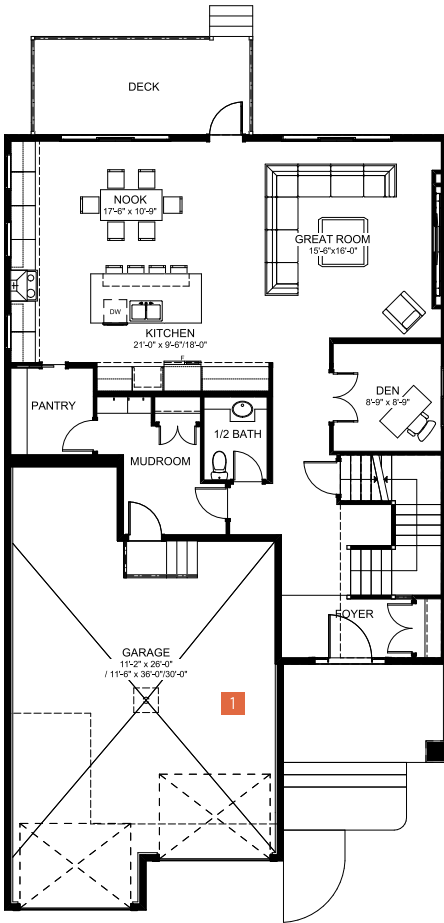 DECK
NOOK
17'-6" x 10'-9"
GREAT ROOM
15'-6"x16'-0"
DW
KITCHEN
21'-0" x 9'-6"/18'-0"
DEN
8'-9" x 8'-9"
PANTRY
1/2 BATH
MUDROOM
FOYER
GARAGE
11'-2" x 26'-0"
/ 11'-6" x 36'-0"/30'-0"
1